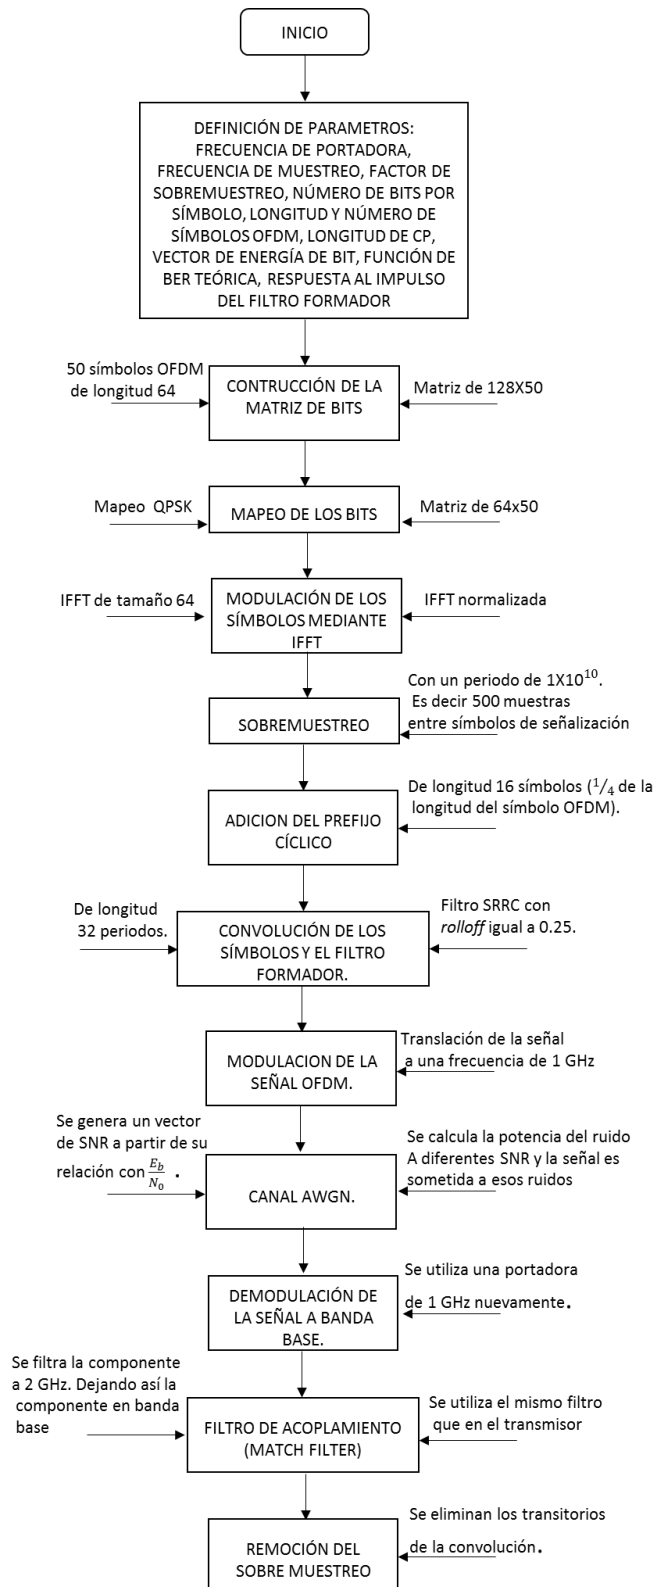 INICIO
DEFINICIÓN DE PARAMETROS:
FRECUENCIA DE PORTADORA,
FRECUENCIA DE MUESTREO, FACTOR DE
SOBREMUESTREO, NÚMERO DE BITS POR
SÍMBOLO, LONGITUD Y NÚMERO DE
SÍMBOLOS OFDM, LONGITUD DE CP,
VECTOR DE ENERGÍA DE BIT, FUNCIÓN DE
BER TEÓRICA, RESPUESTA AL IMPULSO
DEL FILTRO FORMADOR
50 símbolos OFDM
de longitud 64
CONTRUCCIÓN DE LA
MATRIZ DE BITS
Matriz de 128X50
Mapeo QPSK
MAPEO DE LOS BITS
Matriz de 64x50
IFFT de tamaño 64
MODULACIÓN DE LOS
SÍMBOLOS MEDIANTE
IFFT
IFFT normalizada
SOBREMUESTREO
Con un periodo de 1X10^{10}.
Es decir 500 muestras
entre símbolos de señalización
ADICION DEL PREFIJO
CÍCLICO
De longitud 16 símbolos (1/4 de la
longitud del símbolo OFDM).
De longitud
32 periodos.
CONVOLUCIÓN DE LOS
SÍMBOLOS Y EL FILTRO
FORMADOR.
Filtro SRRC con
rolloff igual a 0.25.
MODULACION DE LA
SEÑAL OFDM.
Translación de la señal
a una frecuencia de 1 GHz
Se genera un vector
de SNR a partir de su
relación con E_b/N_0 .
CANAL AWGN.
Se calcula la potencia del ruido
A diferentes SNR y la señal es
sometida a esos ruidos
DEMODULACIÓN DE
LA SEÑAL A BANDA
BASE.
Se utiliza una portadora
de 1 GHz nuevamente.
Se filtra la componente
a 2 GHz. Dejando así la
componente en banda
base
FILTRO DE ACOPLAMIENTO
(MATCH FILTER)
Se utiliza el mismo filtro
que en el transmisor
REMOCIÓN DEL
SOBRE MUESTREO
Se eliminan los transitorios
de la convolución.